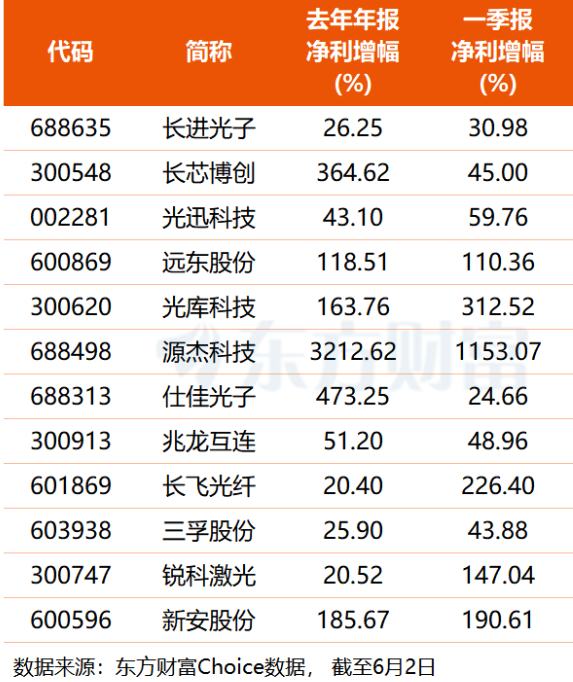 代码 简称 去年年报净利增幅(%) 一季报净利增幅(%)
688635 长进光子 26.25 30.98
300548 长芯博创 364.62 45.00
002281 光迅科技 43.10 59.76
600869 远东股份 118.51 110.36
300620 光库科技 163.76 312.52
688498 源杰科技 3212.62 1153.07
688313 仕佳光子 473.25 24.66
300913 兆龙互连 51.20 48.96
601869 长飞光纤 20.40 226.40
603938 三孚股份 25.90 43.88
300747 锐科激光 20.52 147.04
600596 新安股份 185.67 190.61
数据来源：东方财富Choice数据， 截至6月2日
东方财富